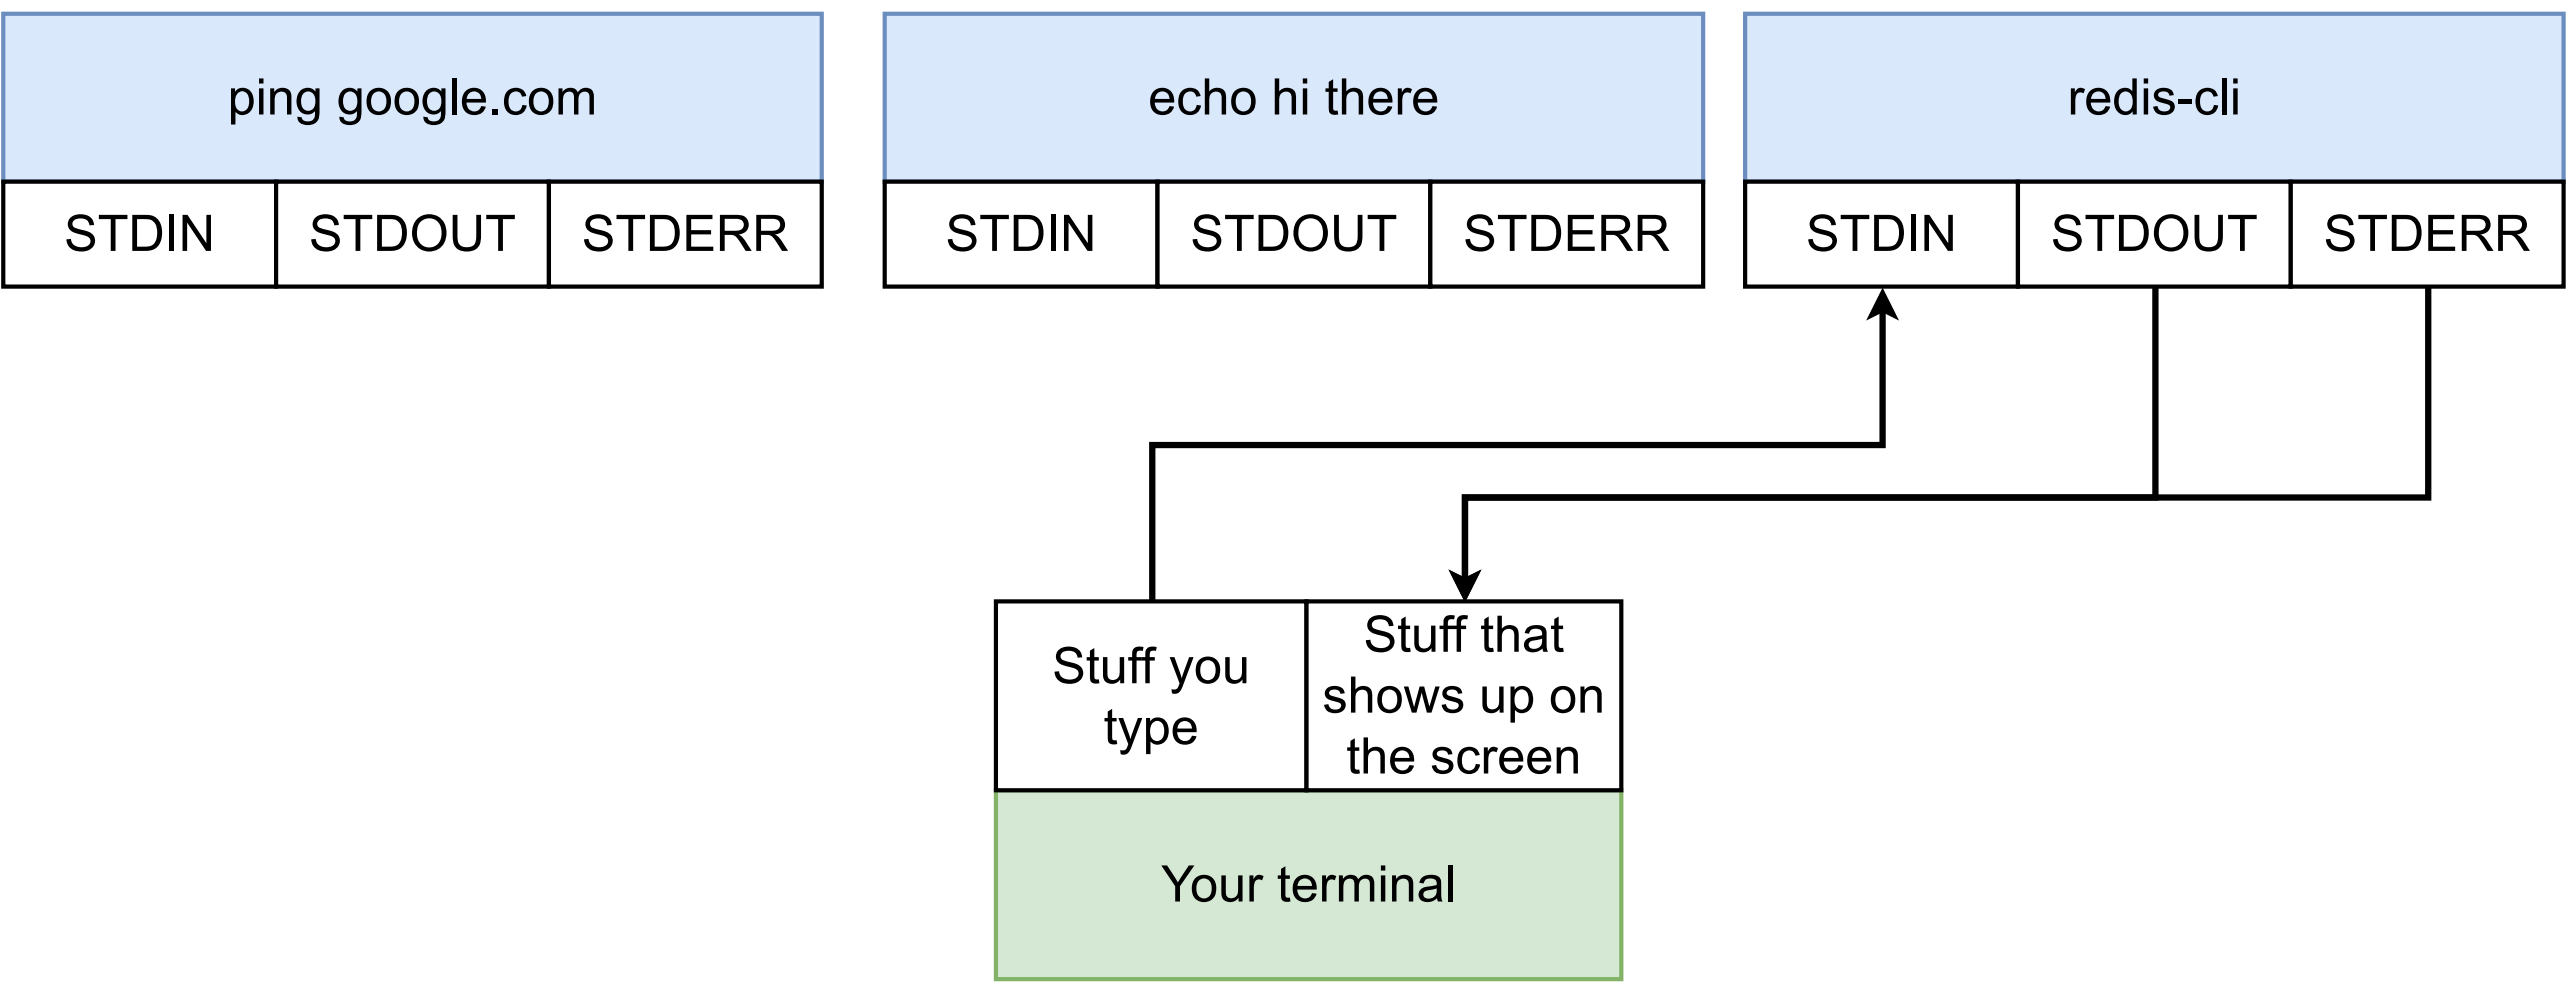 ping google.com
echo hi there
redis-cli
STDIN
STDOUT
STDERR
STDIN
STDOUT
STDERR
STDIN
STDOUT
STDERR
Stuff you
type
Stuff that
shows up on
the screen
Your terminal